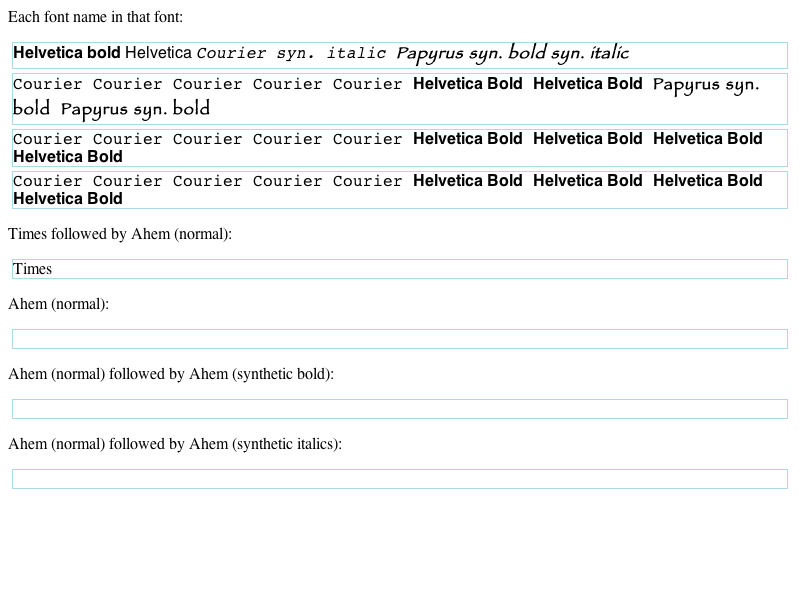 Each font name in that font:
Helvetica bold Helvetica Courier syn. italic Papyrus syn. bold syn. italic
Courier Courier Courier Courier Courier Helvetica Bold Helvetica Bold Papyrus syn.
bold Papyrus syn. bold
Courier Courier Courier Courier Courier Helvetica Bold Helvetica Bold Helvetica Bold
Helvetica Bold
Courier Courier Courier Courier Courier Helvetica Bold Helvetica Bold Helvetica Bold
Helvetica Bold
Times followed by Ahem (normal):
Times
Ahem (normal):
Ahem (normal) followed by Ahem (synthetic bold):
Ahem (normal) followed by Ahem (synthetic italics):